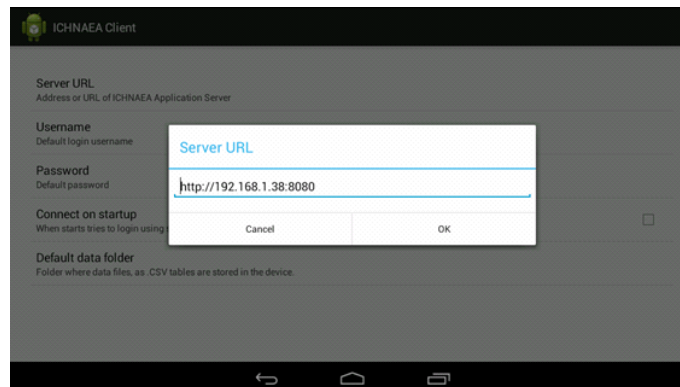 ICHNAEA Client
Server URL
Address or URL of ICHNAEA Application Server
Username
Default login username
Password
Default password
Connect on startup
When starts tries to login using
Default data folder
Folder where data files, as .CSV tables are stored in the device.
Server URL
http://192.168.1.38:8080
Cancel OK